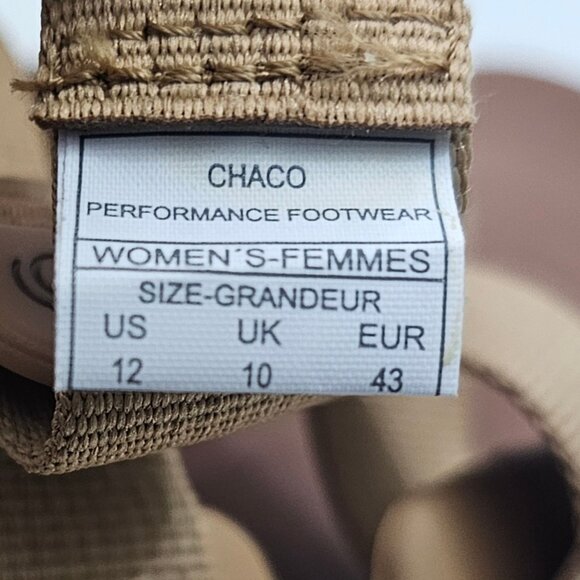 CHACO
PERFORMANCE FOOTWEAR
WOMEN´S-FEMMES
SIZE-GRANDEUR
US UK EUR
12 10 43